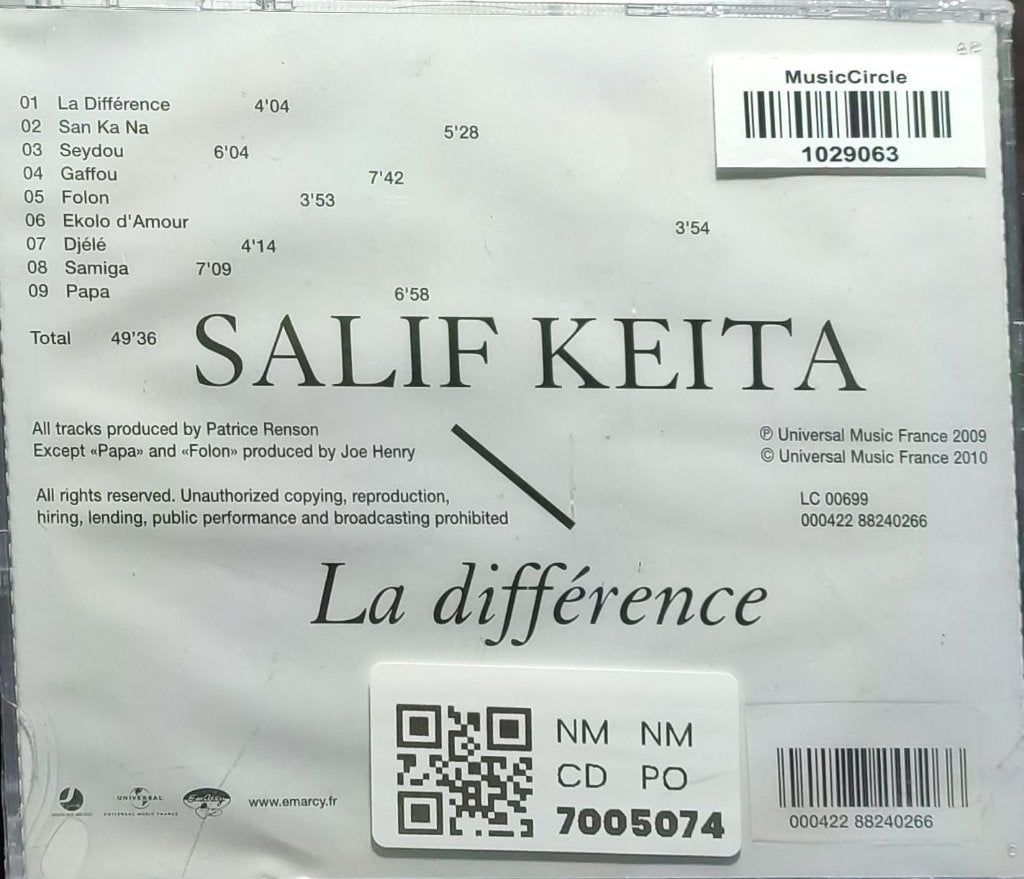 MusicCircle
1029063
01 La Différence 4'04
02 San Ka Na 5'28
03 Seydou 6'04
04 Gaffou 7'42
05 Folon 3'53
06 Ekolo d'Amour 3'54
07 Djélé 4'14
08 Samiga 7'09
09 Papa 6'58
Total 49'36
SALIF KEITA
All tracks produced by Patrice Renson
Except «Papa» and «Folon» produced by Joe Henry
℗ Universal Music France 2009
© Universal Music France 2010
All rights reserved. Unauthorized copying, reproduction,
hiring, lending, public performance and broadcasting prohibited
LC 00699
000422 88240266
La différence
UNIVERSAL
UNIVERSAL MUSIC FRANCE
EmArcy
www.emarcy.fr
NM NM
CD PO
7005074
000422 88240266